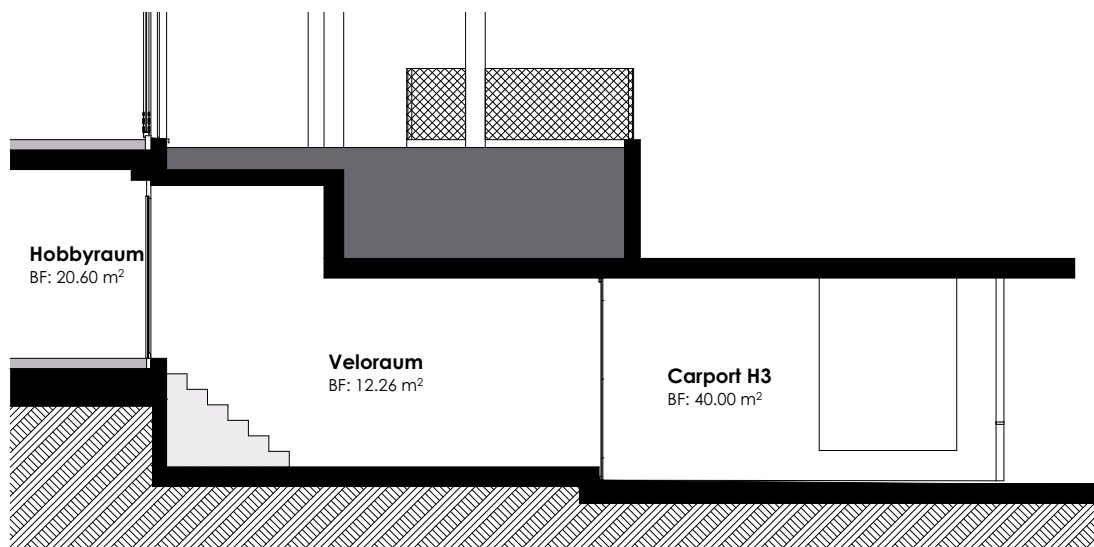 Hobbyraum
BF: 20.60 m²
Veloraum
BF: 12.26 m²
Carport H3
BF: 40.00 m²